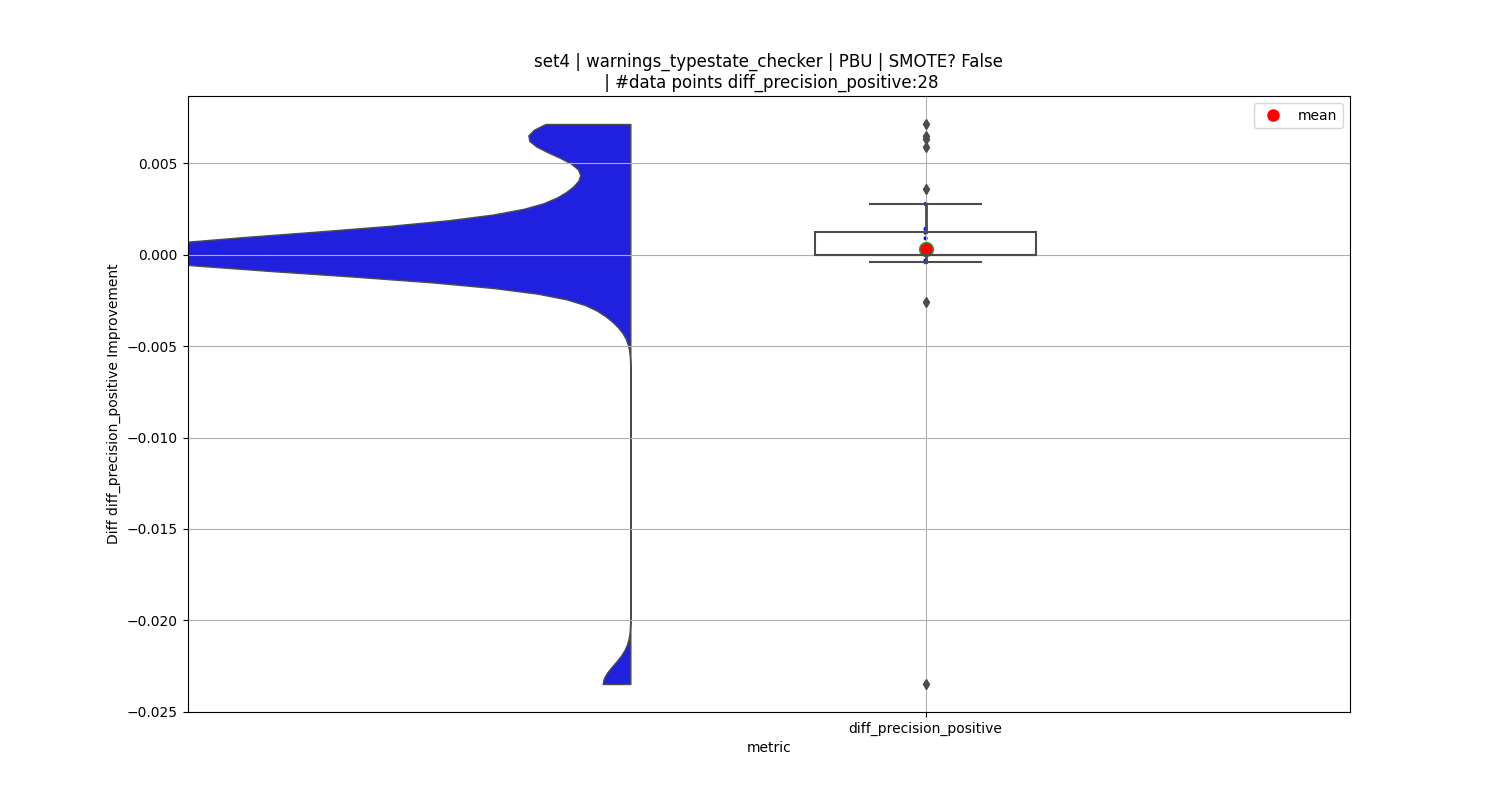 set4 | warnings_typestate_checker | PBU | SMOTE? False
| #data points diff_precision_positive:28
mean
0.005
0.000
−0.005
−0.010
−0.015
−0.020
−0.025
Diff diff_precision_positive Improvement
diff_precision_positive
metric